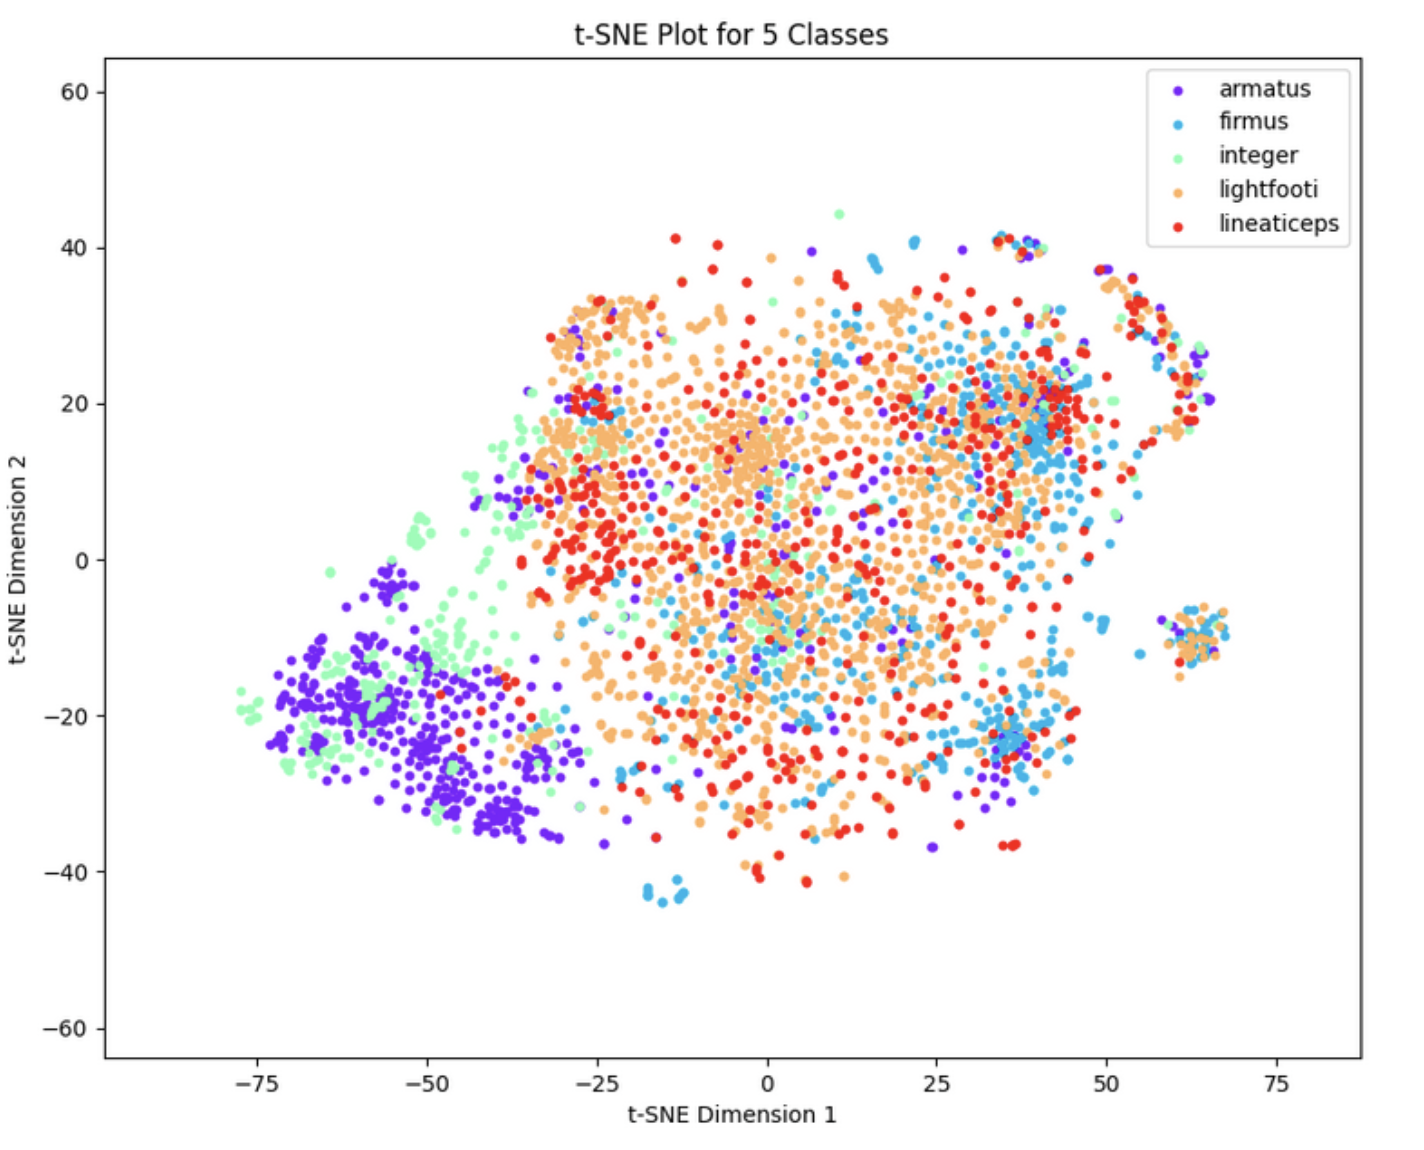 t-SNE Plot for 5 Classes
armatus
firmus
integer
lightfooti
lineaticeps
60
40
20
0
−20
−40
−60
t-SNE Dimension 2
−75 −50 −25 0 25 50 75
t-SNE Dimension 1